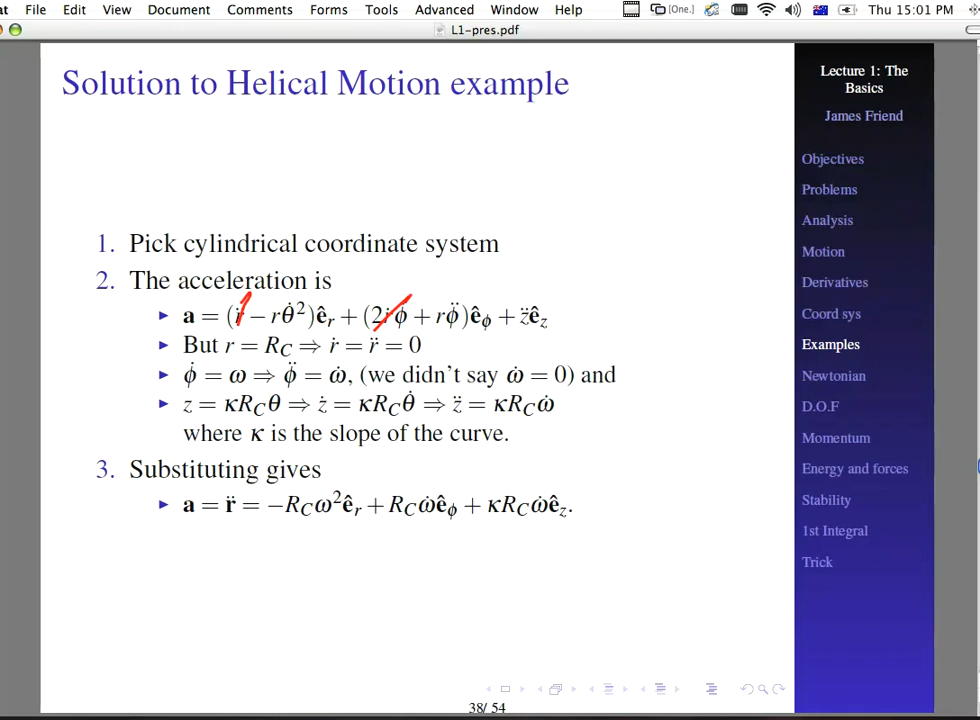 File Edit View Document Comments Forms Tools Advanced Window Help [One.] Thu 15:01 PM
L1-pres.pdf
Solution to Helical Motion example
1. Pick cylindrical coordinate system
2. The acceleration is
a = (r̈ − rθ̇²)ê_r + (2ṙϕ̇ + rϕ̈)ê_ϕ + z̈ê_z
But r = R_C ⇒ ṙ = r̈ = 0
ϕ̇ = ω ⇒ ϕ̈ = ω̇, (we didn't say ω̇ = 0) and
z = κR_Cθ ⇒ ż = κR_Cθ̇ ⇒ z̈ = κR_Cω̇
where κ is the slope of the curve.
3. Substituting gives
a = r̈ = −R_Cω²ê_r + R_Cω̇ê_ϕ + κR_Cω̇ê_z.
38/ 54
Lecture 1: The
Basics
James Friend
Objectives
Problems
Analysis
Motion
Derivatives
Coord sys
Examples
Newtonian
D.O.F
Momentum
Energy and forces
Stability
1st Integral
Trick